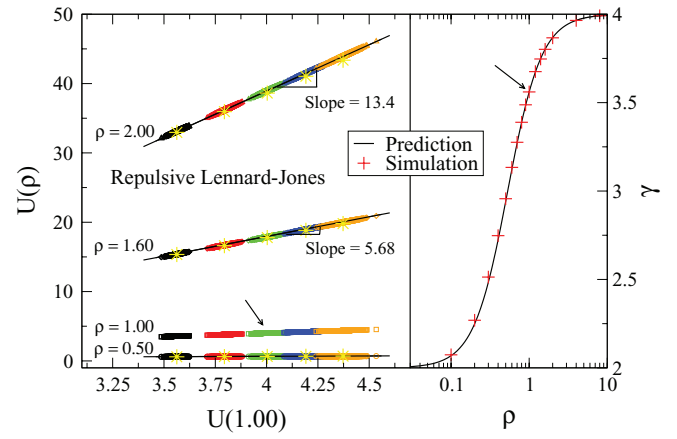 50
40
30
20
10
0
U(ρ)
ρ = 2.00
Slope = 13.4
Repulsive Lennard-Jones
ρ = 1.60
Slope = 5.68
ρ = 1.00
ρ = 0.50
3.25 3.5 3.75 4 4.25 4.5
U(1.00)
Prediction
Simulation
4
3.5
3
2.5
2
γ
0.1 1 10
ρ